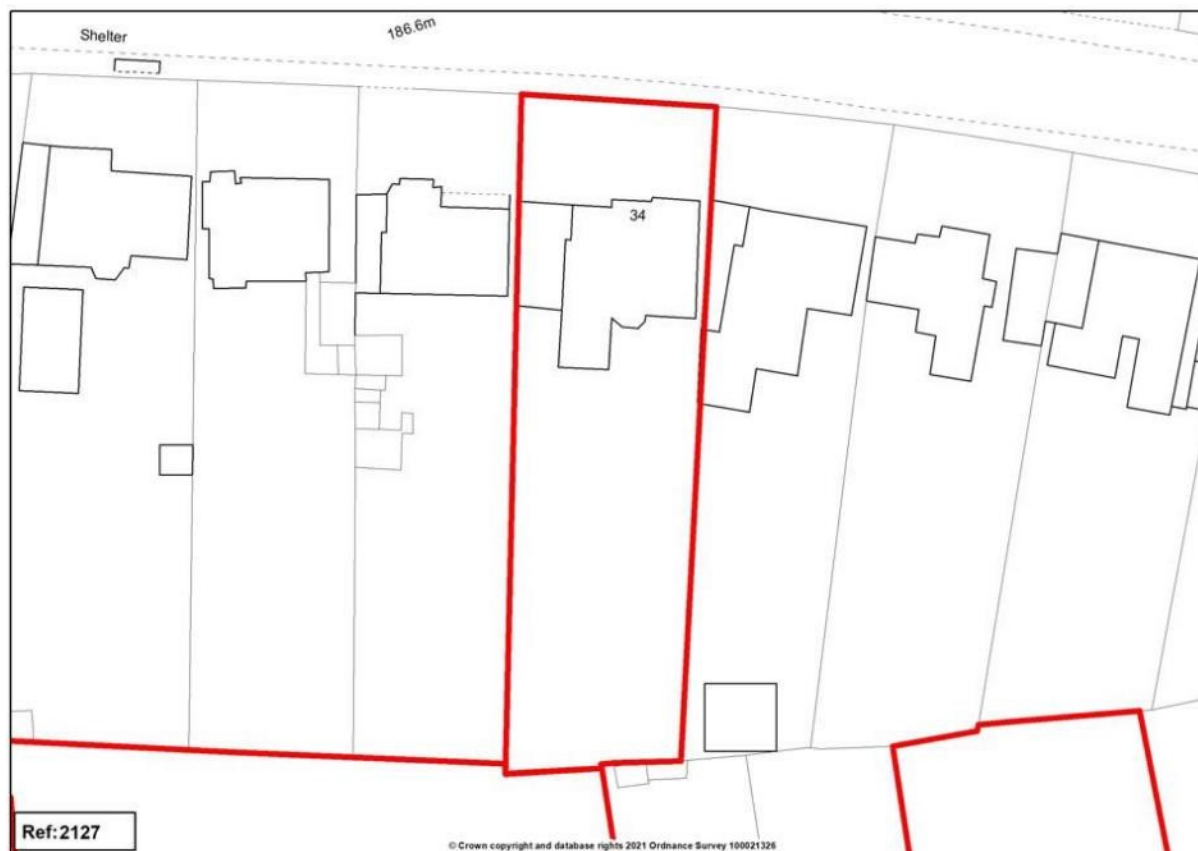 Shelter
186.6m
34
Ref:2127
© Crown copyright and database rights 2021 Ordnance Survey 100021326